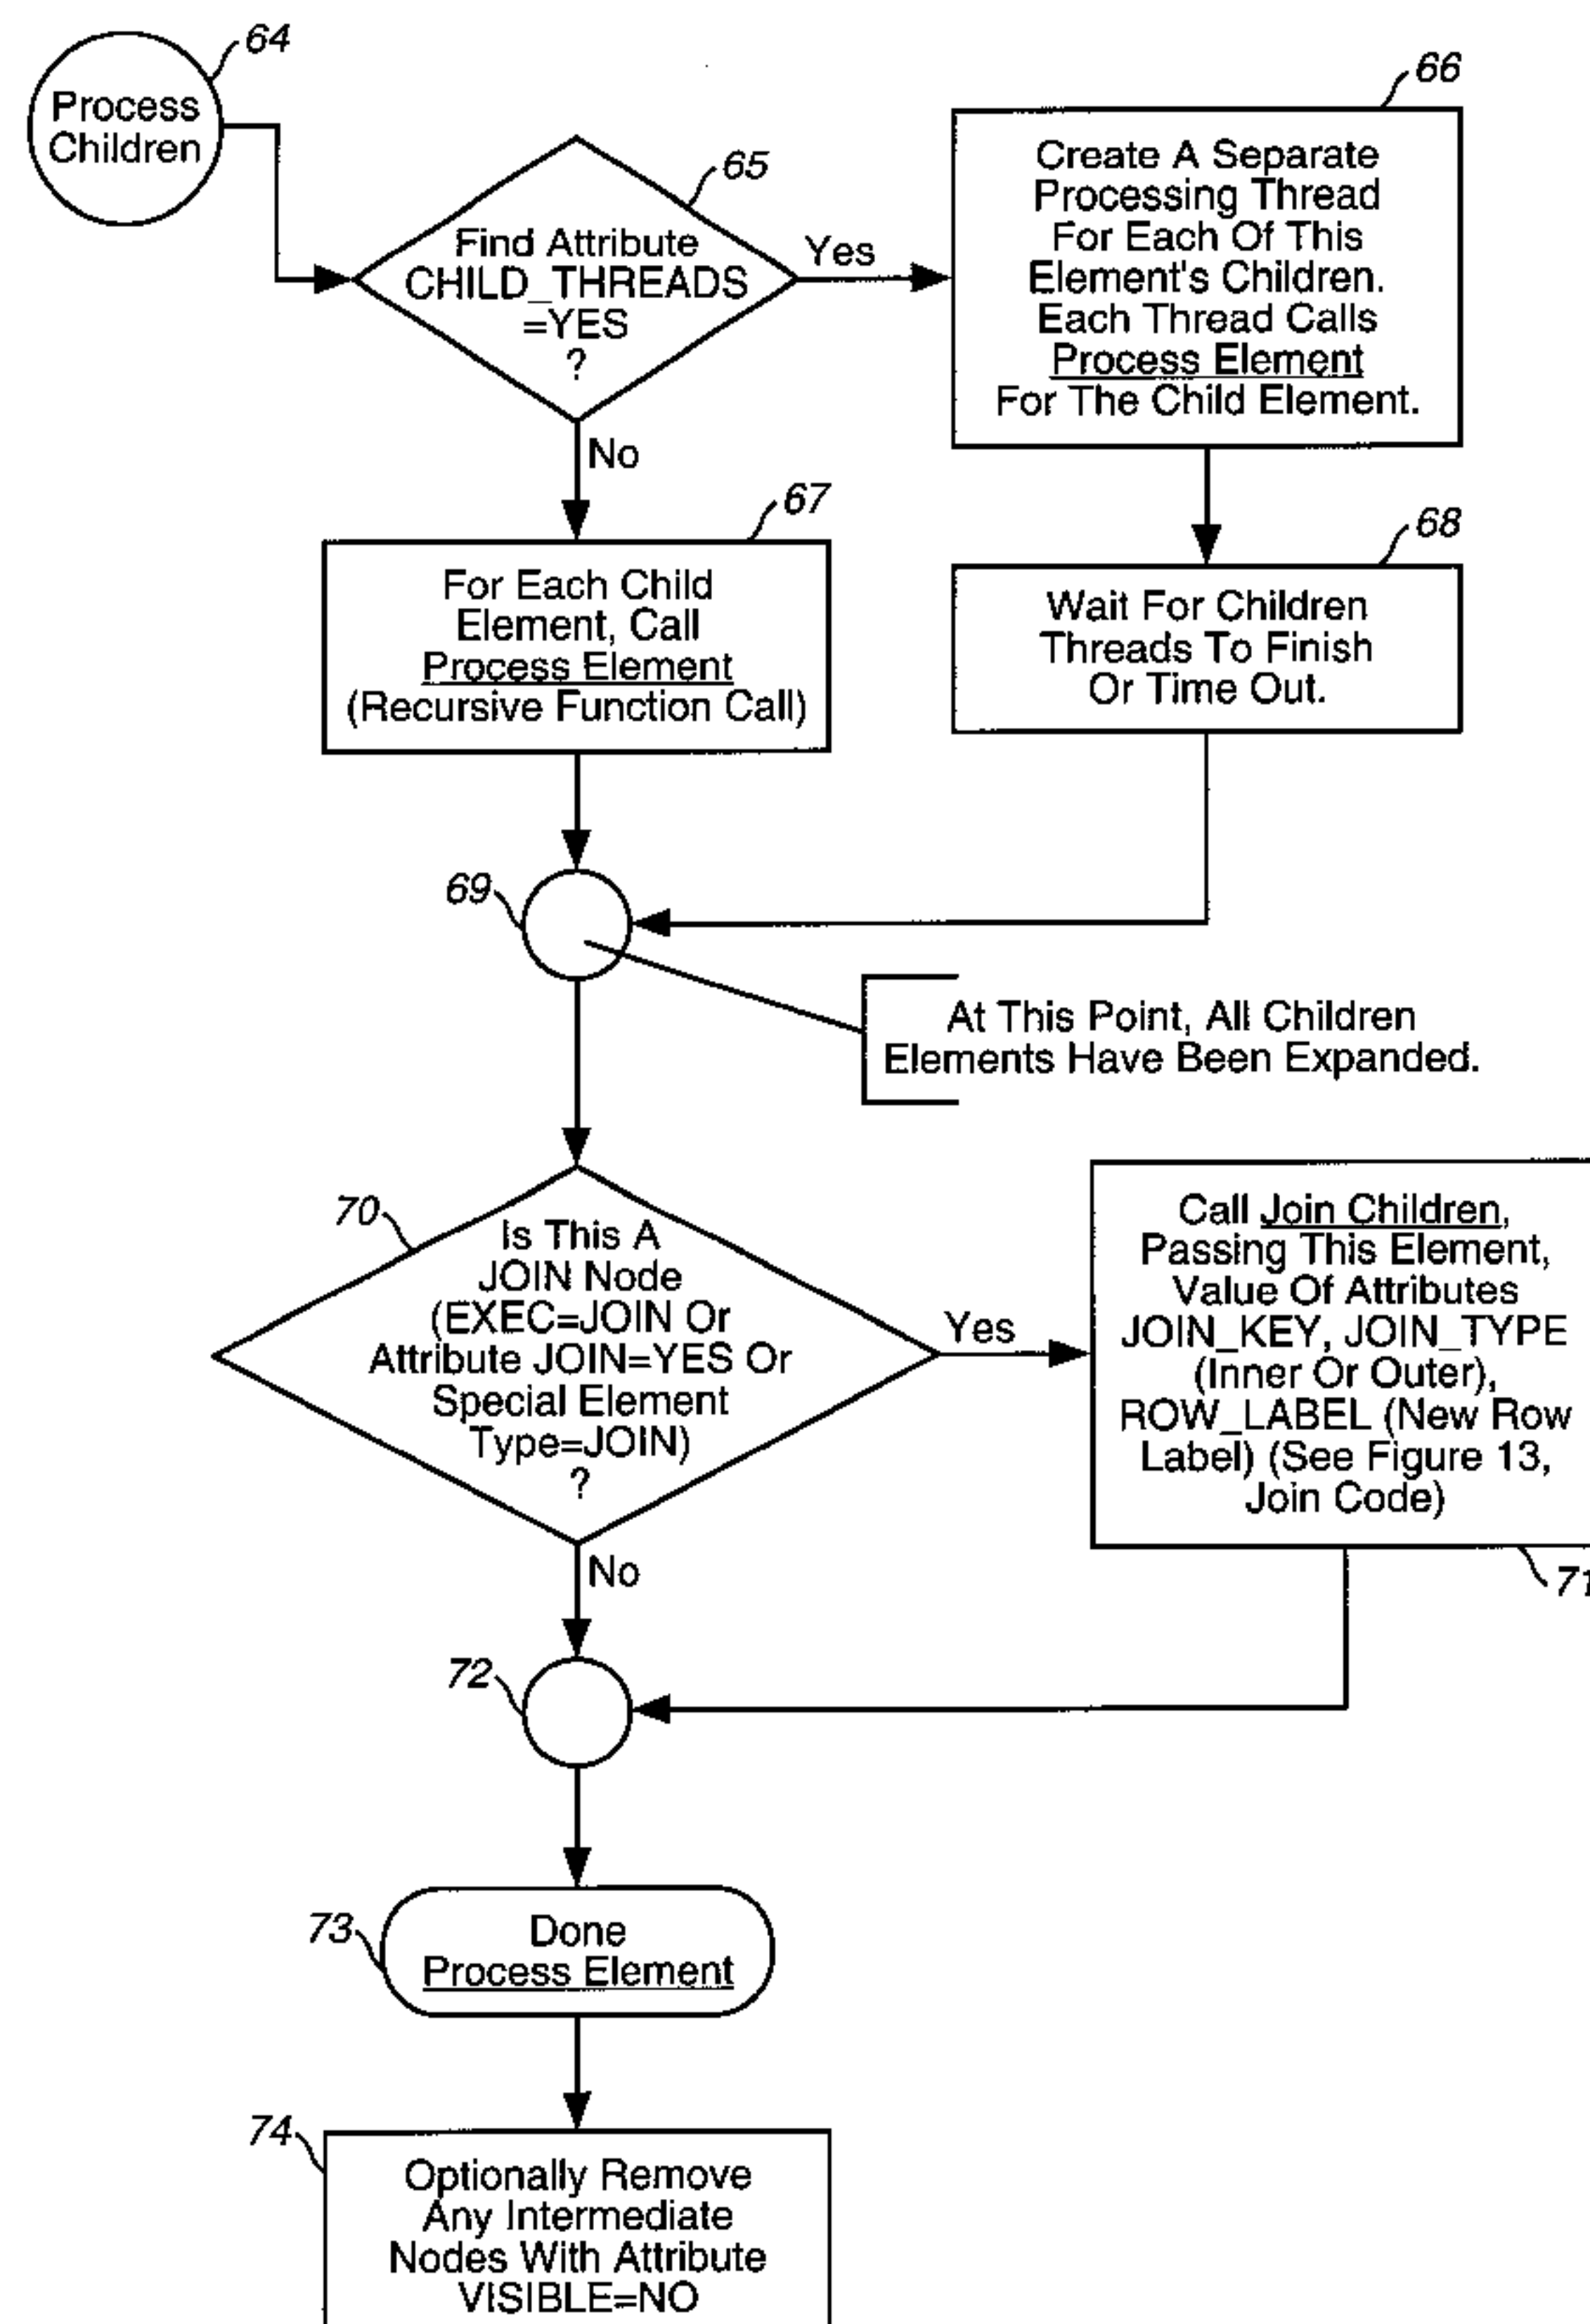 64
Process
Children
65
Find Attribute
CHILD_THREADS
=YES
?
Yes
No
66
Create A Separate
Processing Thread
For Each Of This
Element's Children.
Each Thread Calls
Process Element
For The Child Element.
67
For Each Child
Element, Call
Process Element
(Recursive Function Call)
68
Wait For Children
Threads To Finish
Or Time Out.
69
At This Point, All Children
Elements Have Been Expanded.
70
Is This A
JOIN Node
(EXEC=JOIN Or
Attribute JOIN=YES Or
Special Element
Type=JOIN)
?
Yes
No
Call Join Children,
Passing This Element,
Value Of Attributes
JOIN_KEY, JOIN_TYPE
(Inner Or Outer),
ROW_LABEL (New Row
Label) (See Figure 13,
Join Code)
71
72
73
Done
Process Element
74
Optionally Remove
Any Intermediate
Nodes With Attribute
VISIBLE=NO